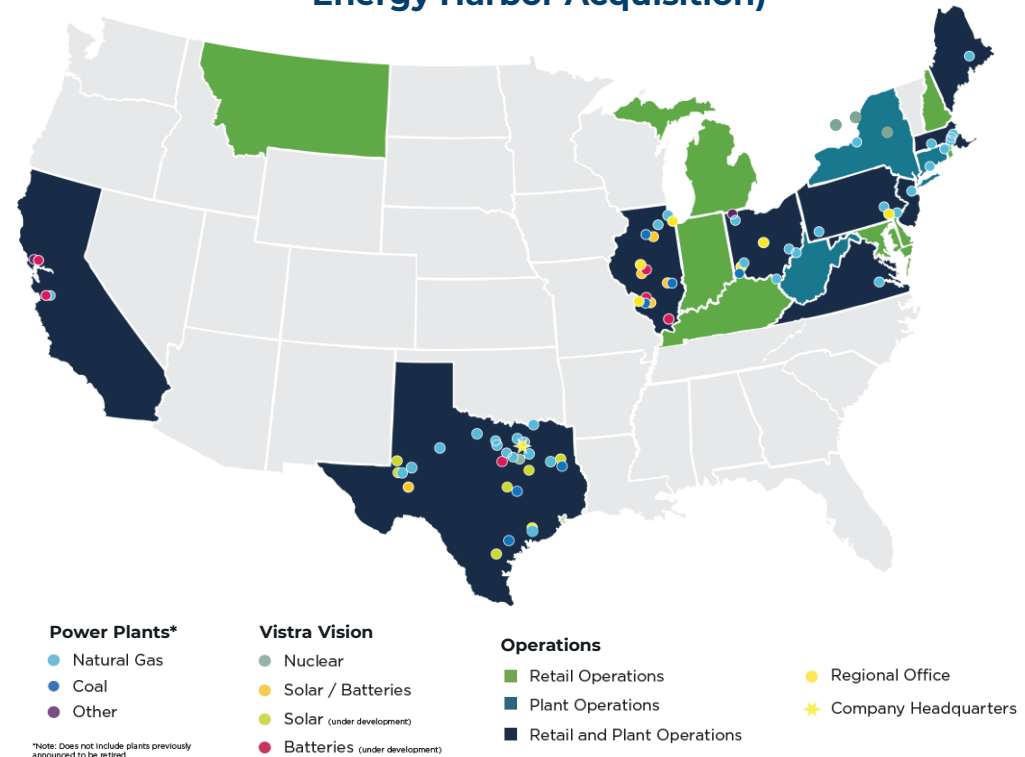 Energy Harbor Acquisition)
Power Plants*
Natural Gas
Coal
Other
*Note: Does not include plants previously
announced to be retired
Vistra Vision
Nuclear
Solar / Batteries
Solar (under development)
Batteries (under development)
Operations
Retail Operations
Plant Operations
Retail and Plant Operations
Regional Office
Company Headquarters